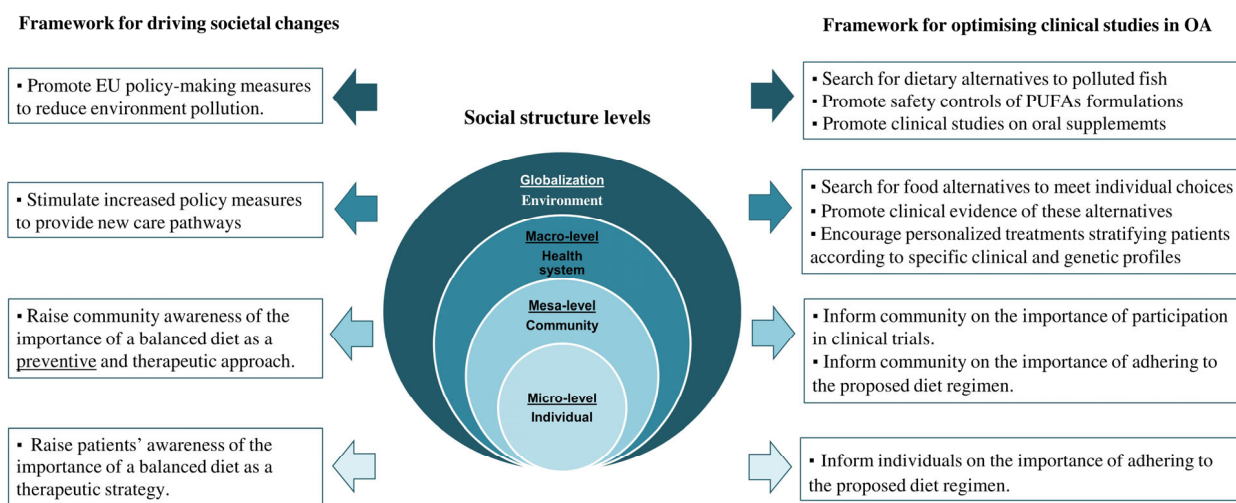 Framework for driving societal changes
▪ Promote EU policy-making measures
to reduce environment pollution.
▪ Stimulate increased policy measures
to provide new care pathways
▪ Raise community awareness of the
importance of a balanced diet as a
preventive and therapeutic approach.
▪ Raise patients’ awareness of the
importance of a balanced diet as a
therapeutic strategy.
Social structure levels
Globalization
Environment
Macro-level
Health
system
Mesa-level
Community
Micro-level
Individual
Framework for optimising clinical studies in OA
▪ Search for dietary alternatives to polluted fish
▪ Promote safety controls of PUFAs formulations
▪ Promote clinical studies on oral supplememts
▪ Search for food alternatives to meet individual choices
▪ Promote clinical evidence of these alternatives
▪ Encourage personalized treatments stratifying patients
according to specific clinical and genetic profiles
▪ Inform community on the importance of participation
in clinical trials.
▪ Inform community on the importance of adhering to
the proposed diet regimen.
▪ Inform individuals on the importance of adhering to
the proposed diet regimen.